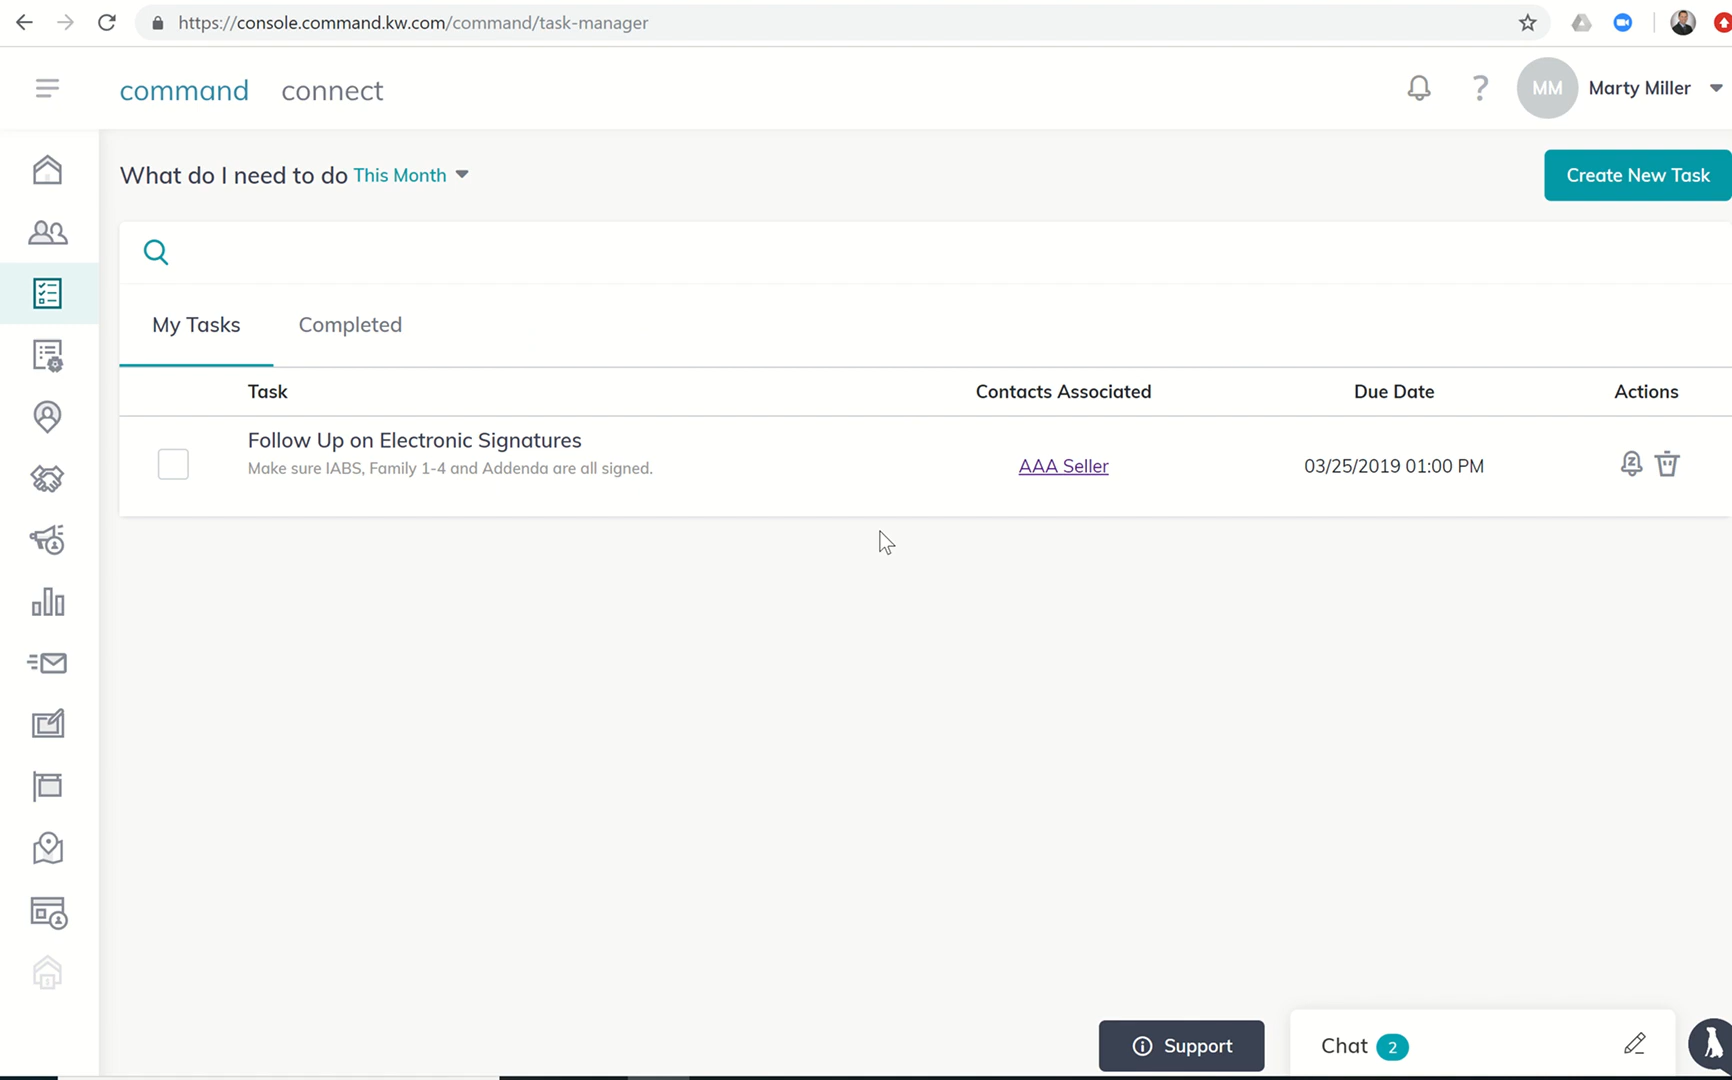 https://console.command.kw.com/command/task-manager
command connect
? MM Marty Miller
What do I need to do This Month
Create New Task
My Tasks Completed
Task Contacts Associated Due Date Actions
Follow Up on Electronic Signatures
Make sure IABS, Family 1-4 and Addenda are all signed.
AAA Seller 03/25/2019 01:00 PM
Support
Chat 2